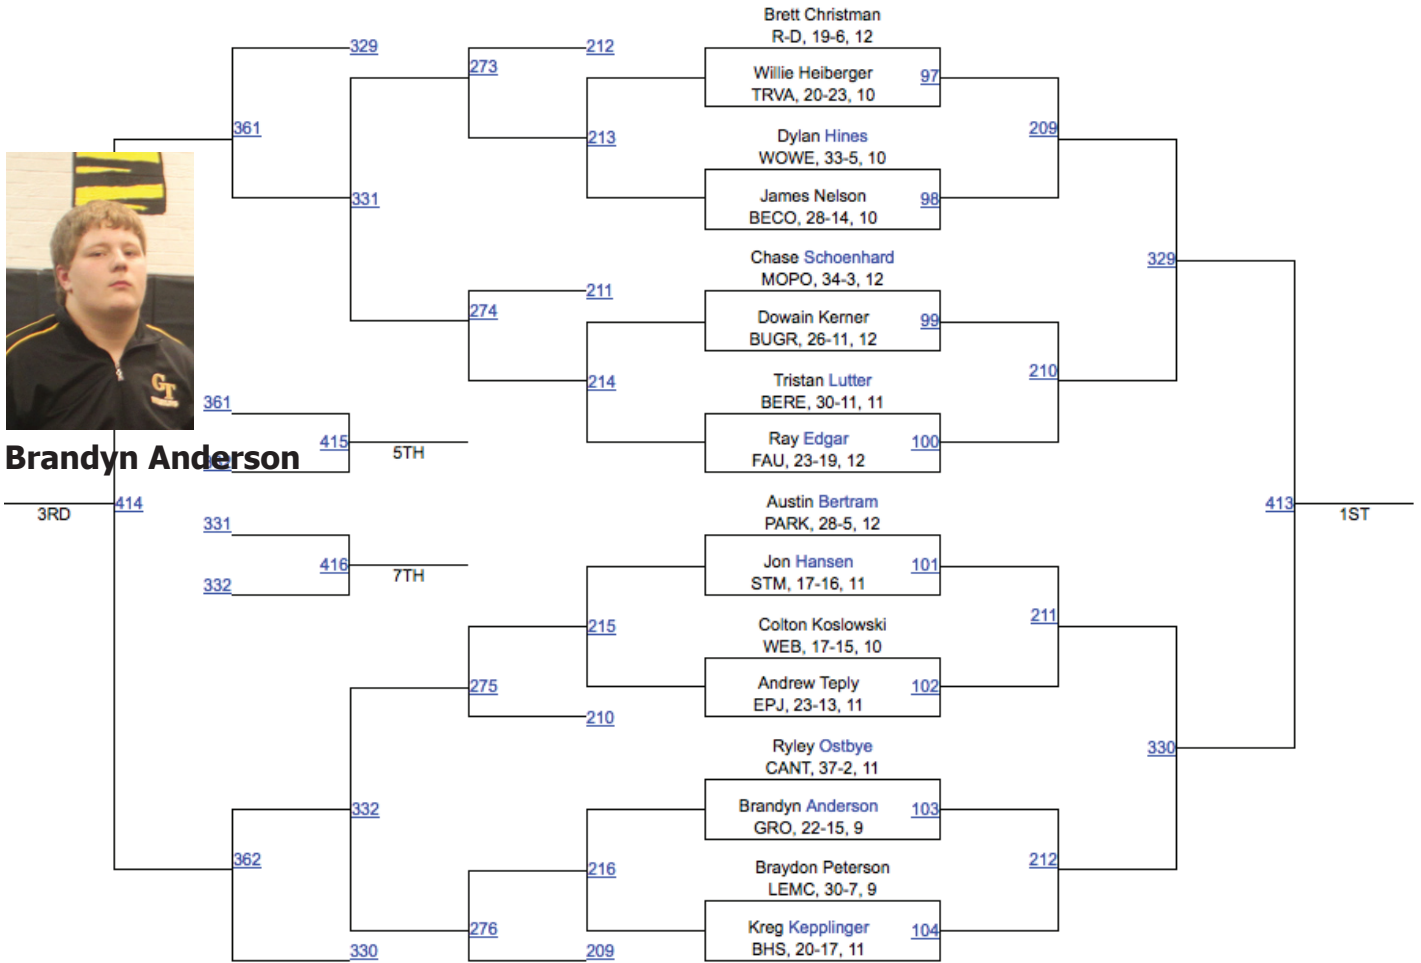 Brett Christman
R-D, 19-6, 12
329
212
273
Willie Heiberger
97
TRVA, 20-23, 10
361
213
Dylan Hines
209
WOWE, 33-5, 10
331
James Nelson
98
BECO, 28-14, 10
Chase Schoenhard
329
MOPO, 34-3, 12
211
274
Dowain Kerner
99
BUGR, 26-11, 12
214
Tristan Lutter
210
BERE, 30-11, 11
GT
361
415
5TH
Ray Edgar
100
FAU, 23-19, 12
Brandyn Anderson
414
3RD
Austin Bertram
413
1ST
PARK, 28-5, 12
331
416
7TH
Jon Hansen
101
STM, 17-16, 11
332
215
Colton Koslowski
211
WEB, 17-15, 10
275
Andrew Teply
102
EPJ, 23-13, 11
210
Ryley Ostbye
330
CANT, 37-2, 11
332
Brandyn Anderson
103
GRO, 22-15, 9
362
216
Braydon Peterson
212
LEMC, 30-7, 9
276
Kreg Kepplinger
104
BHS, 20-17, 11
330
209